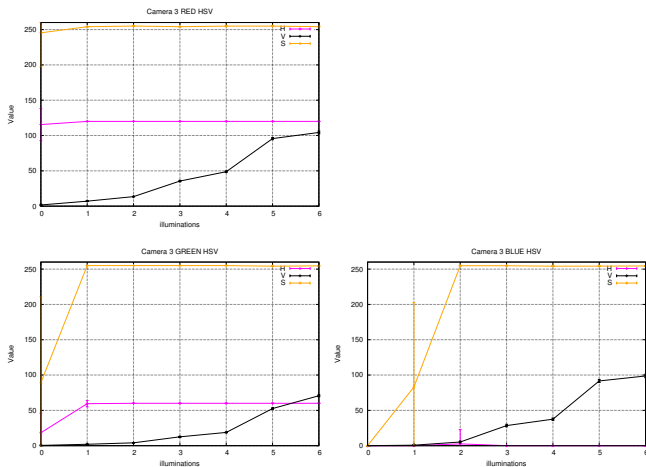 Camera 3 RED HSV
H
V
S
250
200
150
100
50
0
Value
0 1 2 3 4 5 6
illuminations
Camera 3 GREEN HSV
H
V
S
250
200
150
100
50
0
Value
0 1 2 3 4 5 6
illuminations
Camera 3 BLUE HSV
H
V
S
250
200
150
100
50
0
Value
0 1 2 3 4 5 6
illuminations